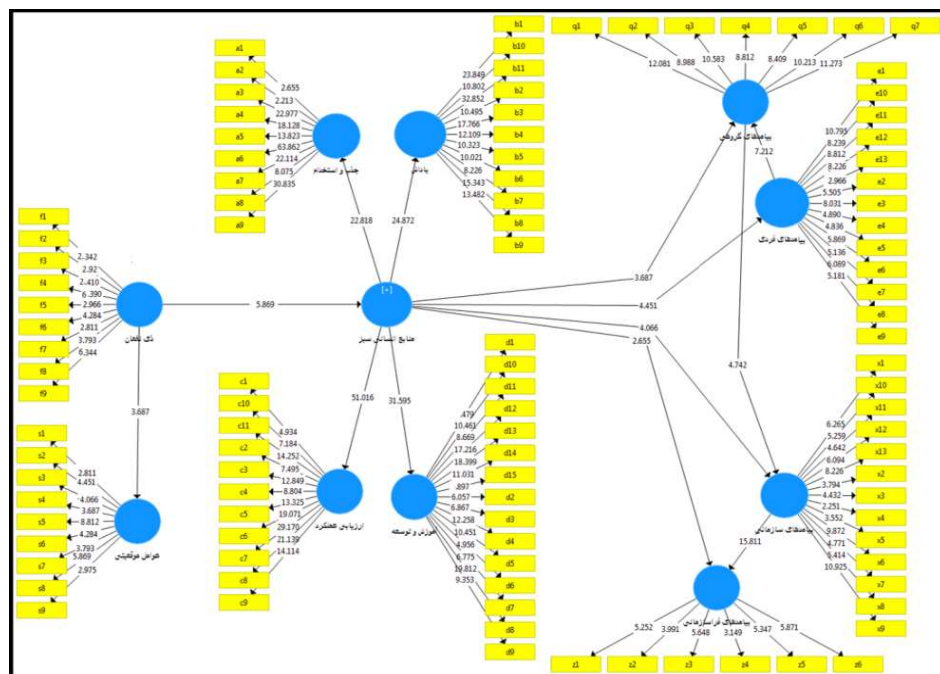 a1
a2
a3
a4
a5
a6
a7
a8
a9
2.655
2.213
22.977
18.128
13.823
63.862
22.114
8.075
30.835
جذب و استخدام
b1
b10
b11
b2
b3
b4
b5
b6
b7
b8
b9
23.849
10.802
32.852
10.495
17.766
12.109
10.323
10.021
8.226
15.343
13.482
پاداش
q1
q2
q3
q4
q5
q6
q7
12.081
8.988
10.583
8.812
8.409
10.213
11.273
پیامدهای گروهی
7.212
e1
e10
e11
e12
e13
e2
e3
e4
e5
e6
e7
e8
e9
10.795
8.239
8.812
8.226
2.966
5.505
8.031
4.890
4.836
5.869
5.136
6.089
5.181
پیامدهای فردی
22.818
24.872
f1
f2
f3
f4
f5
f6
f7
f8
f9
2.342
2.92
2.410
6.390
2.966
4.284
2.811
3.793
6.344
ذی نفعان
5.869
[+]
منابع انسانی سبز
3.687
4.451
4.066
2.655
4.742
3.687
51.016
31.595
s1
s2
s3
s4
s5
s6
s7
s8
s9
2.811
4.451
4.066
3.687
8.812
4.284
3.793
5.869
2.975
عوامل موقعیتی
c1
c10
c11
c2
c3
c4
c5
c6
c7
c8
c9
4.934
7.184
14.252
7.495
12.849
8.804
13.325
19.071
29.170
21.139
14.114
ارزیابی عملکرد
d1
d10
d11
d12
d13
d14
d15
d2
d3
d4
d5
d6
d7
d8
d9
.479
10.461
8.669
17.216
18.399
11.031
.897
6.057
6.867
12.258
10.451
4.956
6.775
19.812
9.353
آموزش و توسعه
x1
x10
x11
x12
x13
x2
x3
x4
x5
x6
x7
x8
x9
6.265
5.259
4.642
6.094
8.226
3.794
4.432
2.251
3.552
9.872
4.771
5.414
10.925
پیامدهای سازمانی
15.811
پیامدهای فراسازمانی
5.252
3.991
5.648
3.149
5.347
5.871
z1
z2
z3
z4
z5
z6